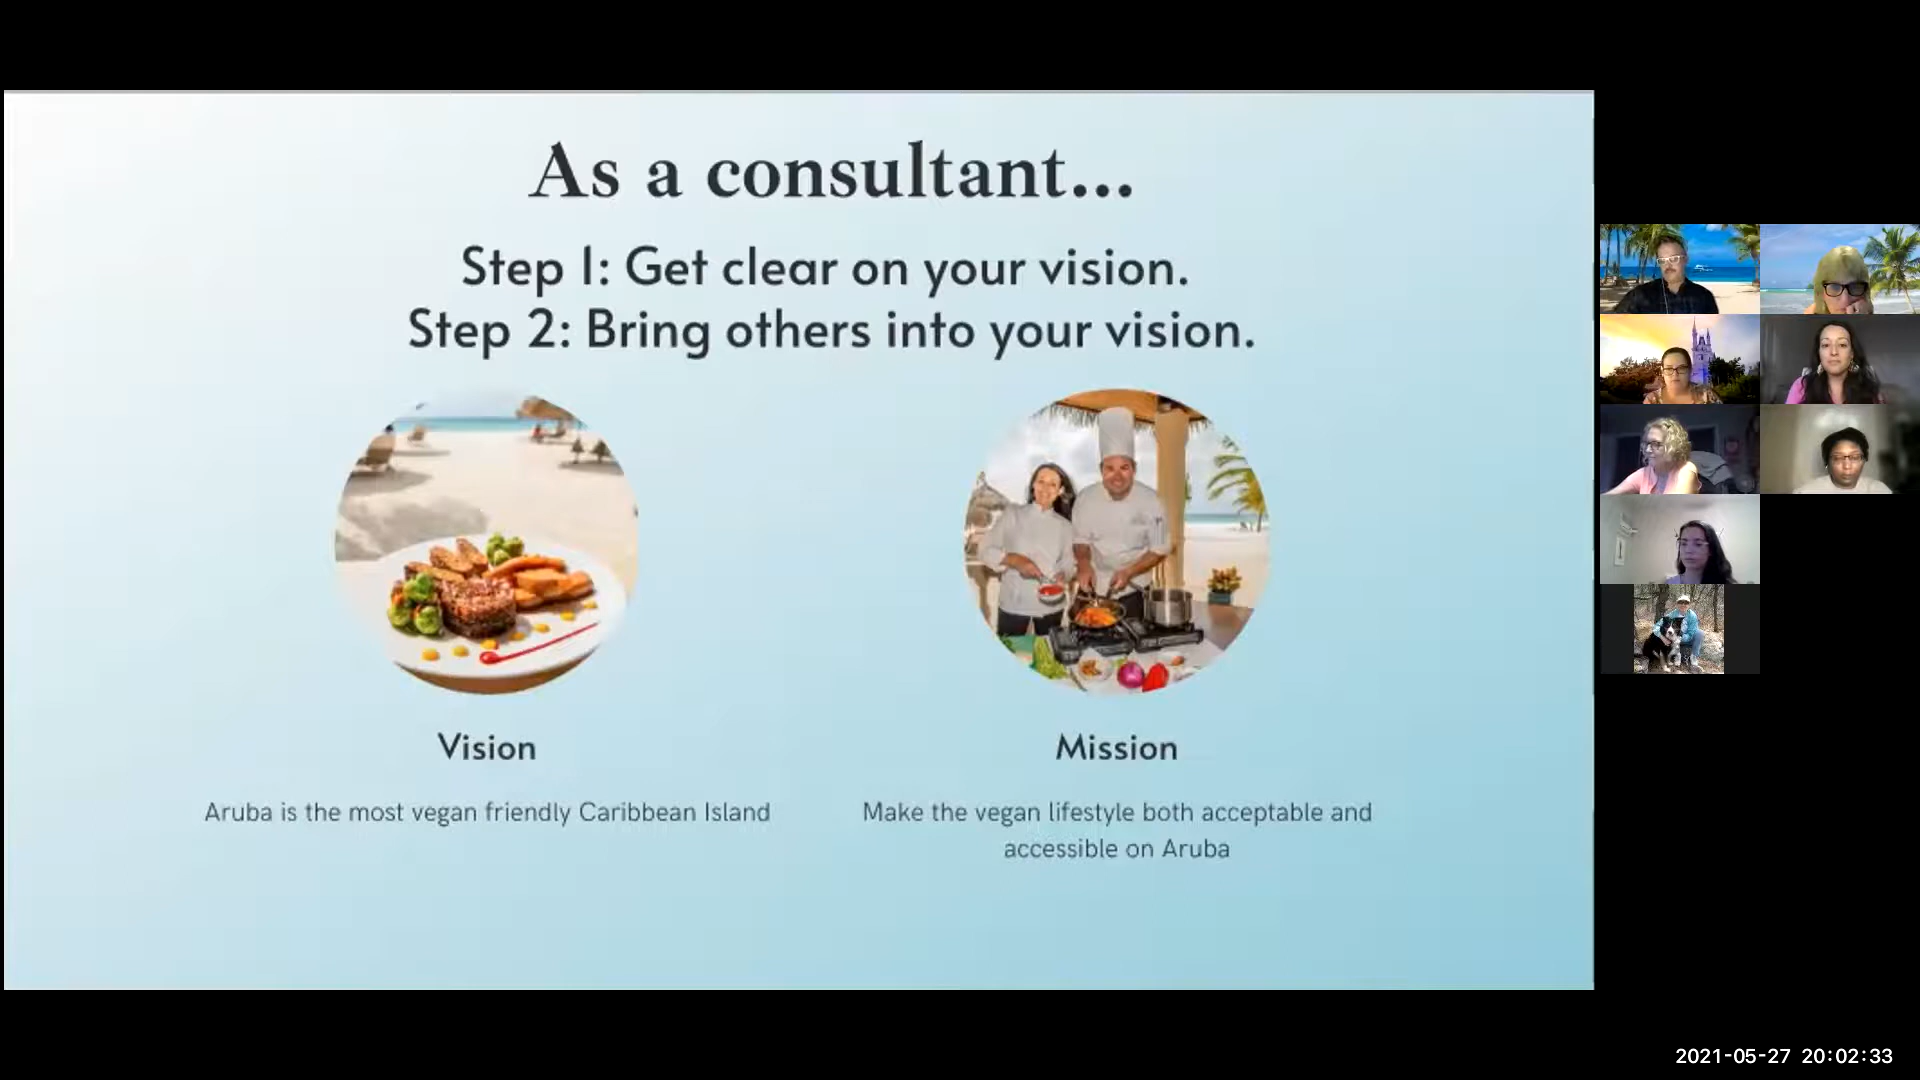 As a consultant...
Step 1: Get clear on your vision.
Step 2: Bring others into your vision.
Vision
Aruba is the most vegan friendly Caribbean Island
Mission
Make the vegan lifestyle both acceptable and
accessible on Aruba
2021-05-27 20:02:33